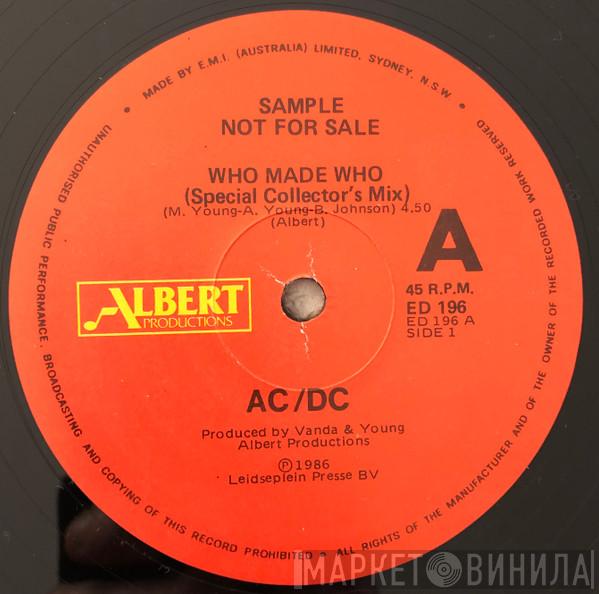 MADE BY E.M.I. (AUSTRALIA) LIMITED, SYDNEY, N.S.W.
SAMPLE
NOT FOR SALE
WHO MADE WHO
(Special Collector's Mix)
(M. Young-A. Young-B. Johnson) 4.50
(Albert)
A
45 R.P.M.
ED 196
ED 196 A
SIDE 1
ALBERT
PRODUCTIONS
AC/DC
Produced by Vanda & Young
Albert Productions
Ⓟ1986
Leidseplein Presse BV
UNAUTHORISED PUBLIC PERFORMANCE, BROADCASTING AND COPYING OF THIS RECORD PROHIBITED • ALL RIGHTS OF THE MANUFACTURER AND OF THE OWNER OF THE RECORDED WORK RESERVED
МАРКЕТ ВИНИЛА